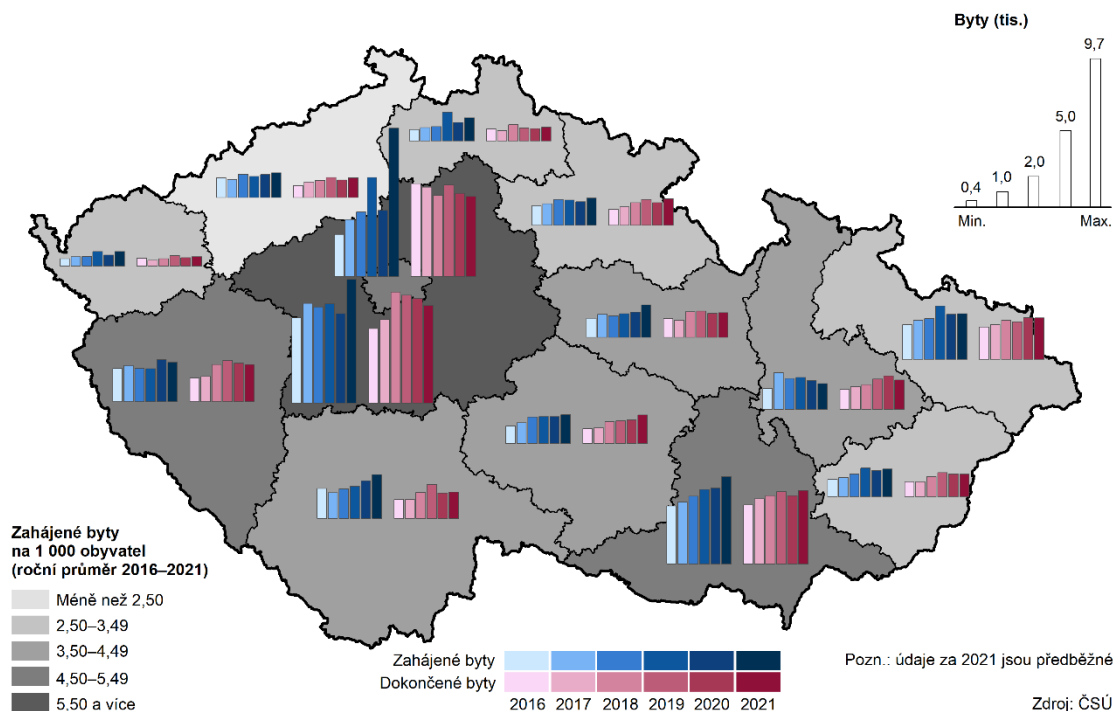 Byty (tis.)
9,7
5,0
2,0
1,0
0,4
Min.
Max.
Zahájené byty
na 1 000 obyvatel
(roční průměr 2016–2021)
Méně než 2,50
2,50–3,49
3,50–4,49
4,50–5,49
5,50 a více
Zahájené byty
Dokončené byty
2016 2017 2018 2019 2020 2021
Pozn.: údaje za 2021 jsou předběžné
Zdroj: ČSÚ